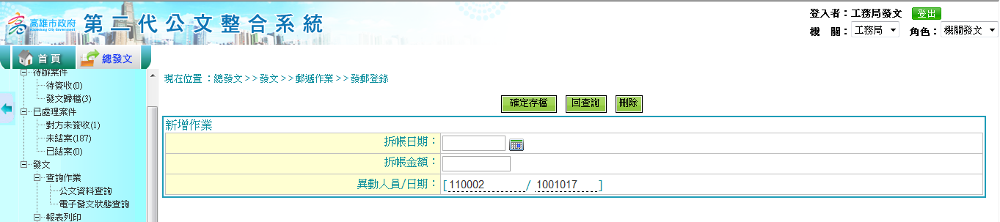 高雄市政府 第二代公文整合系統
Kaohsiung City Government
登入者：工務局發文 登出
機　關：工務局 角色：機關發文
首頁 總發文
待辦案件
待簽收(0)
發文歸檔(3)
已處理案件
對方未簽收(1)
未結案(187)
已結案(0)
發文
查詢作業
公文資料查詢
電子發文狀態查詢
報表列印
現在位置：總發文>>發文>>郵遞作業>>發郵登錄
確定存檔 回查詢 刪除
新增作業
拆帳日期：
拆帳金額：
異動人員/日期：[110002 / 1001017 ]